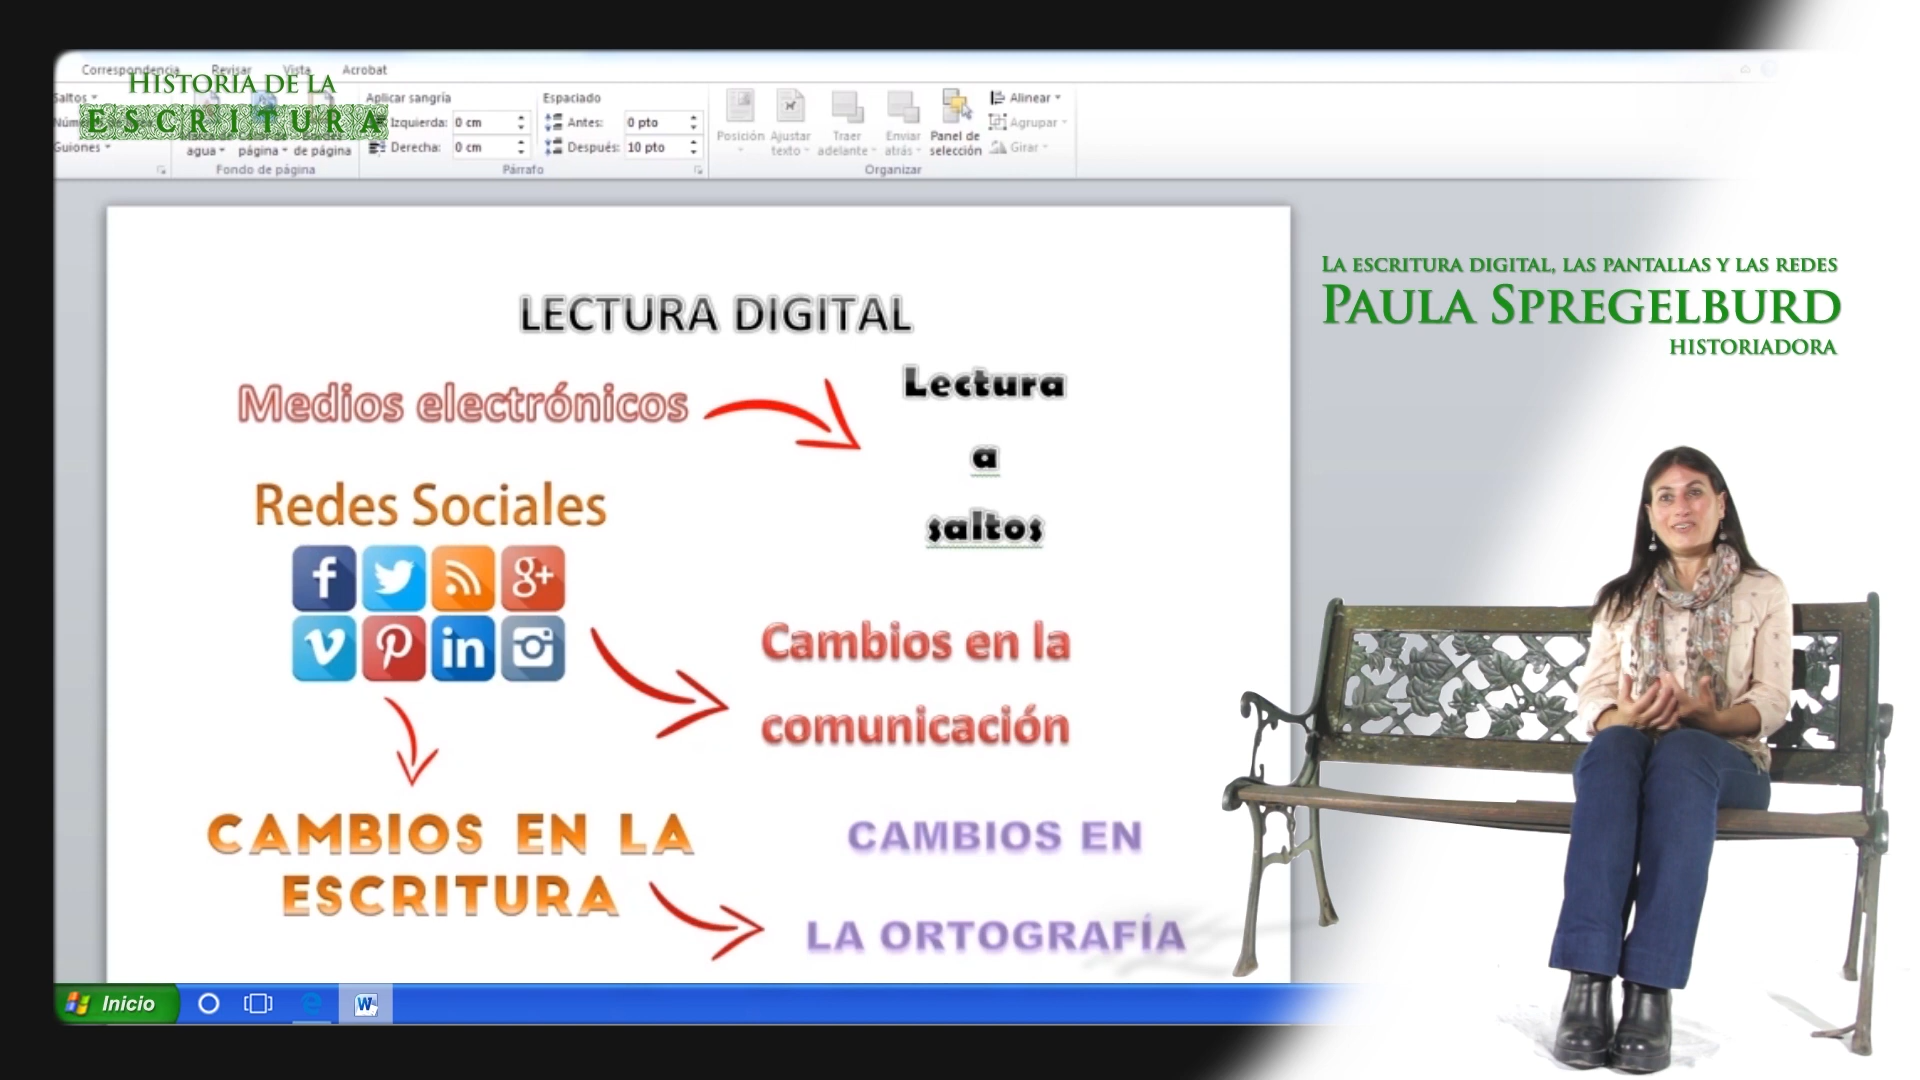 Correspondencia Revisar Vista Acrobat
HISTORIA DE LA
ESCRITURA
Saltos
Guiones
agua página de página
Fondo de página
Aplicar sangría
Izquierda: 0 cm
Derecha: 0 cm
Espaciado
Antes: 0 pto
Después: 10 pto
Párrafo
Posición Ajustar texto Traer adelante Enviar atrás Panel de selección
Alinear
Agrupar
Girar
Organizar
LA ESCRITURA DIGITAL, LAS PANTALLAS Y LAS REDES
PAULA SPREGELBURD
HISTORIADORA
LECTURA DIGITAL
Medios electrónicos
Lectura
a
saltos
Redes Sociales
f g+
in
Cambios en la
comunicación
CAMBIOS EN LA
ESCRITURA
CAMBIOS EN
LA ORTOGRAFÍA
Inicio
W